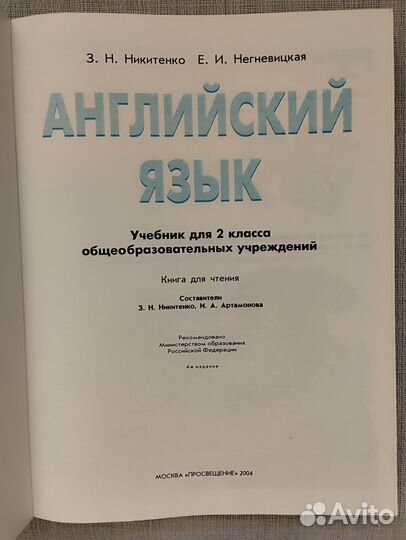 З. Н. Никитенко Е. И. Негневицкая
АНГЛИЙСКИЙ
ЯЗЫК
Учебник для 2 класса
общеобразовательных учреждений
Книга для чтения
Составители
З. Н. Никитенко, И. А. Артамонова
Рекомендовано
Министерством образования
Российской Федерации
4-е издание
МОСКВА «ПРОСВЕЩЕНИЕ» 2004
Avito